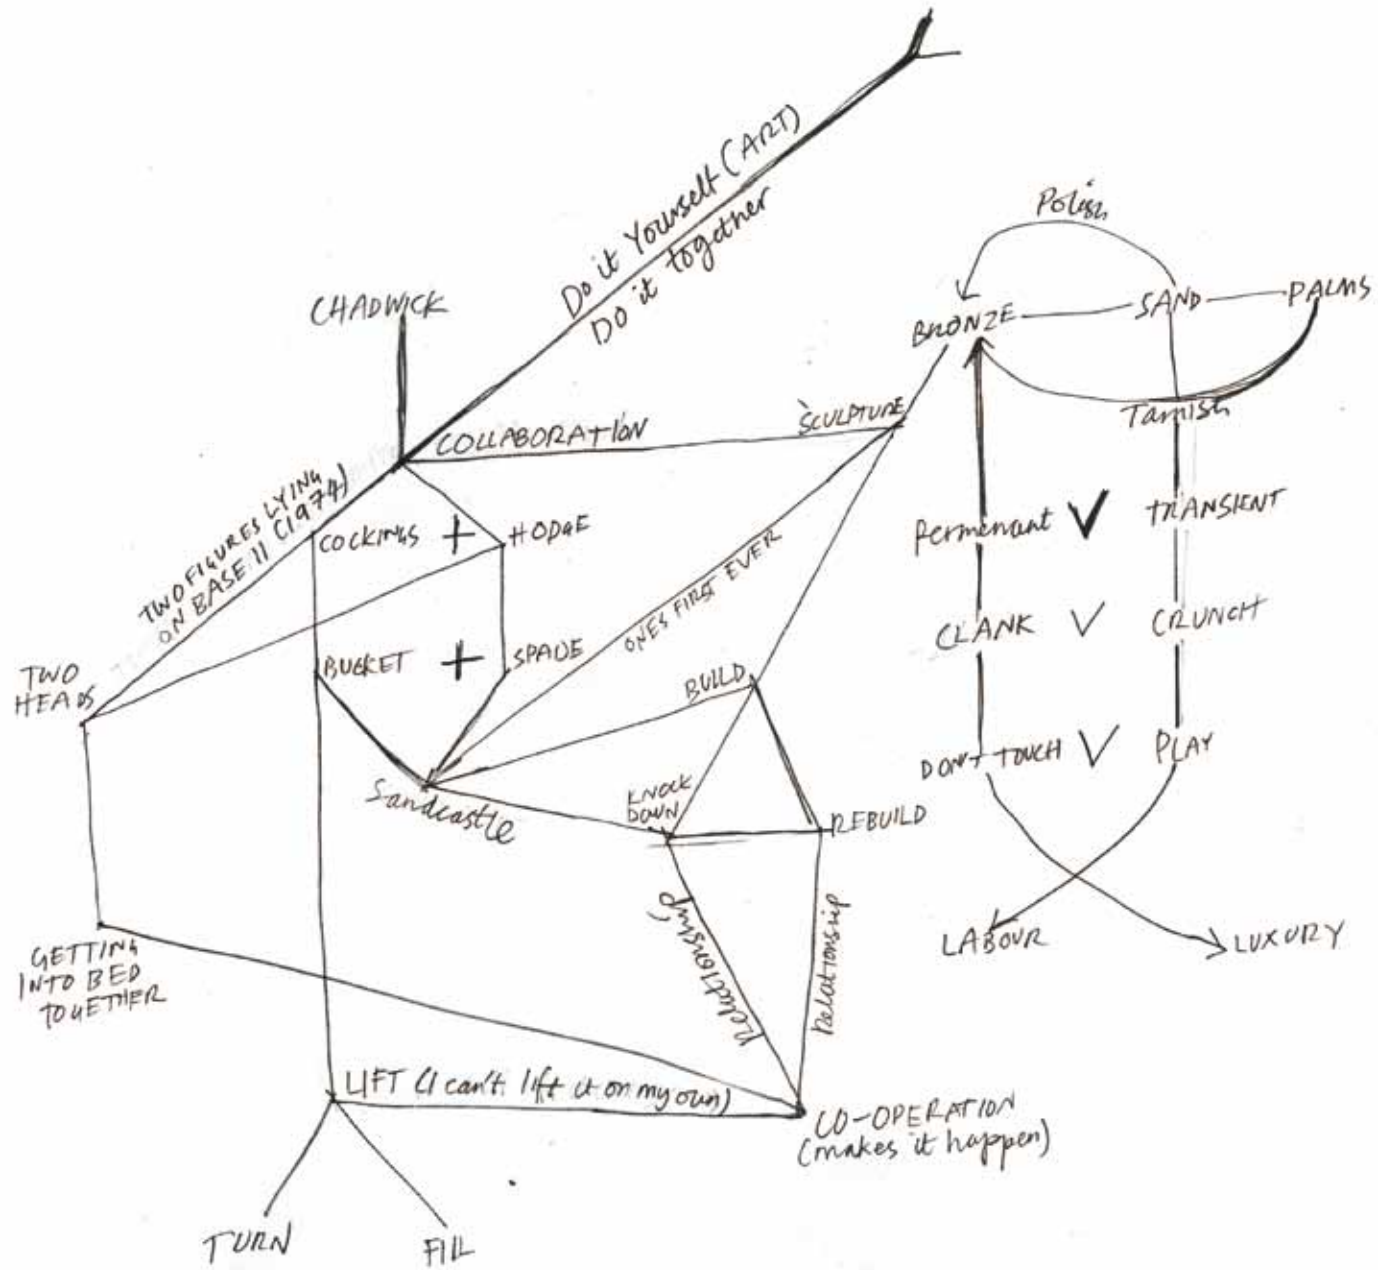 Do it Yourself (ART)
Do it together
Polish
CHADWICK
BRONZE
SAND
PALMS
Tarnish
COLLABORATION
SCULPTURE
TWO FIGURES LYING
ON BASE II (1974)
COCKINGS + HODGE
Permenant V TRANSIENT
ONES FIRST EVER
CLANK V CRUNCH
BUCKET + SPADE
TWO
HEADS
BUILD
DON'T TOUCH V PLAY
Sandcastle
KNOCK
DOWN
REBUILD
Relationship
Relationship
LABOUR
LUXURY
GETTING
INTO BED
TOGETHER
LIFT (I can't lift it on my own)
CO-OPERATION
(makes it happen)
TURN
FILL